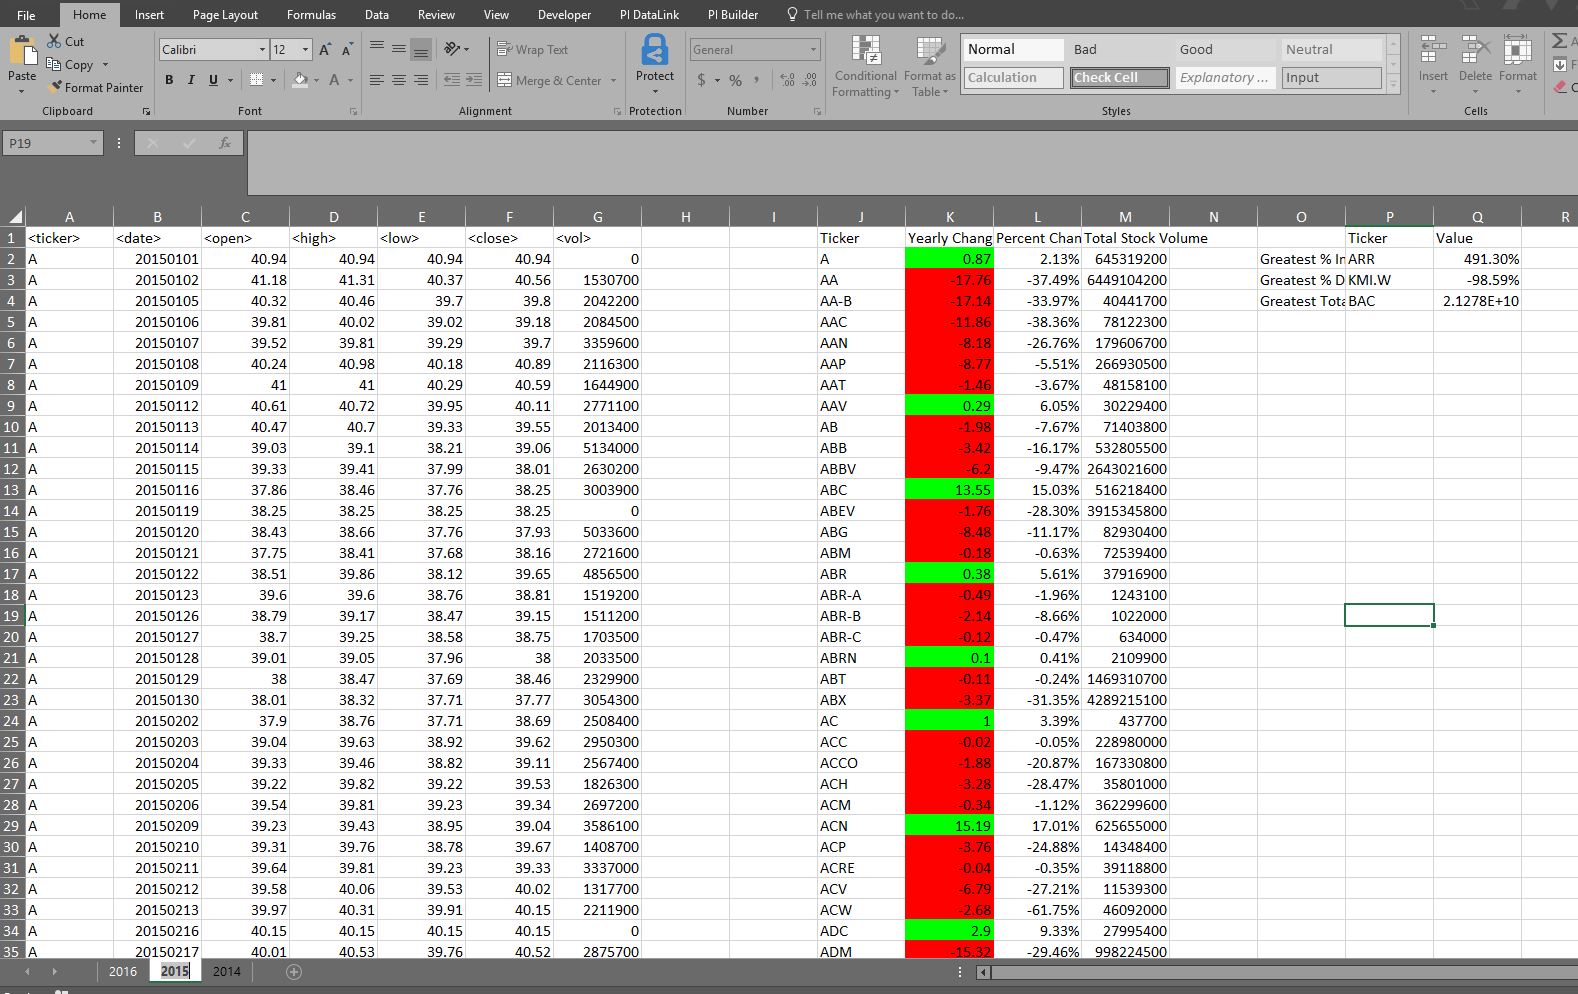 File Home Insert Page Layout Formulas Data Review View Developer PI DataLink PI Builder Tell me what you want to do...
Paste
Cut
Copy
Format Painter
Clipboard
Calibri 12 A A
B I U A
Font
Wrap Text
Merge & Center
Alignment
Protect
Protection
General
$ % , .0 .00
Number
Conditional Formatting
Format as Table
Normal Bad Good Neutral
Calculation Check Cell Explanatory ... Input
Styles
Insert Delete Format
Cells
P19 fx
A B C D E F G H I J K L M N O P Q R
1 <ticker> <date> <open> <high> <low> <close> <vol> Ticker Yearly Chang Percent Chan Total Stock Volume Ticker Value
2 A 20150101 40.94 40.94 40.94 40.94 0 A 0.87 2.13% 645319200 Greatest % In ARR 491.30%
3 A 20150102 41.18 41.31 40.37 40.56 1530700 AA -17.76 -37.49% 6449104200 Greatest % D KMI.W -98.59%
4 A 20150105 40.32 40.46 39.7 39.8 2042200 AA-B -17.14 -33.97% 40441700 Greatest Tota BAC 2.1278E+10
5 A 20150106 39.81 40.02 39.02 39.18 2084500 AAC -11.86 -38.36% 78122300
6 A 20150107 39.52 39.81 39.29 39.7 3359600 AAN -8.18 -26.76% 179606700
7 A 20150108 40.24 40.98 40.18 40.89 2116300 AAP -8.77 -5.51% 266930500
8 A 20150109 41 41 40.29 40.59 1644900 AAT -1.46 -3.67% 48158100
9 A 20150112 40.61 40.72 39.95 40.11 2771100 AAV 0.29 6.05% 30229400
10 A 20150113 40.47 40.7 39.33 39.55 2013400 AB -1.98 -7.67% 71403800
11 A 20150114 39.03 39.1 38.21 39.06 5134000 ABB -3.42 -16.17% 532805500
12 A 20150115 39.33 39.41 37.99 38.01 2630200 ABBV -6.2 -9.47% 2643021600
13 A 20150116 37.86 38.46 37.76 38.25 3003900 ABC 13.55 15.03% 516218400
14 A 20150119 38.25 38.25 38.25 38.25 0 ABEV -1.76 -28.30% 3915345800
15 A 20150120 38.43 38.66 37.76 37.93 5033600 ABG -8.48 -11.17% 82930400
16 A 20150121 37.75 38.41 37.68 38.16 2721600 ABM -0.18 -0.63% 72539400
17 A 20150122 38.51 39.86 38.12 39.65 4856500 ABR 0.38 5.61% 37916900
18 A 20150123 39.6 39.6 38.76 38.81 1519200 ABR-A -0.49 -1.96% 1243100
19 A 20150126 38.79 39.17 38.47 39.15 1511200 ABR-B -2.14 -8.66% 1022000
20 A 20150127 38.7 39.25 38.58 38.75 1703500 ABR-C -0.12 -0.47% 634000
21 A 20150128 39.01 39.05 37.96 38 2033500 ABRN 0.1 0.41% 2109900
22 A 20150129 38 38.47 37.69 38.46 2329900 ABT -0.11 -0.24% 1469310700
23 A 20150130 38.01 38.32 37.71 37.77 3054300 ABX -3.37 -31.35% 4289215100
24 A 20150202 37.9 38.76 37.71 38.69 2508400 AC 1 3.39% 437700
25 A 20150203 39.04 39.63 38.92 39.62 2950300 ACC -0.02 -0.05% 228980000
26 A 20150204 39.33 39.46 38.82 39.11 2567400 ACCO -1.88 -20.87% 167330800
27 A 20150205 39.22 39.82 39.22 39.53 1826300 ACH -3.28 -28.47% 35801000
28 A 20150206 39.54 39.81 39.23 39.34 2697200 ACM -0.34 -1.12% 362299600
29 A 20150209 39.23 39.43 38.95 39.04 3586100 ACN 15.19 17.01% 625655000
30 A 20150210 39.31 39.76 38.78 39.67 1408700 ACP -3.76 -24.88% 14348400
31 A 20150211 39.64 39.81 39.23 39.33 3337000 ACRE -0.04 -0.35% 39118800
32 A 20150212 39.58 40.06 39.53 40.02 1317700 ACV -6.79 -27.21% 11539300
33 A 20150213 39.97 40.31 39.91 40.15 2211900 ACW -2.68 -61.75% 46092000
34 A 20150216 40.15 40.15 40.15 40.15 0 ADC 2.9 9.33% 27995400
35 A 20150217 40.01 40.53 39.76 40.52 2875700 ADM -15.32 -29.46% 998224500
2016 2015 2014